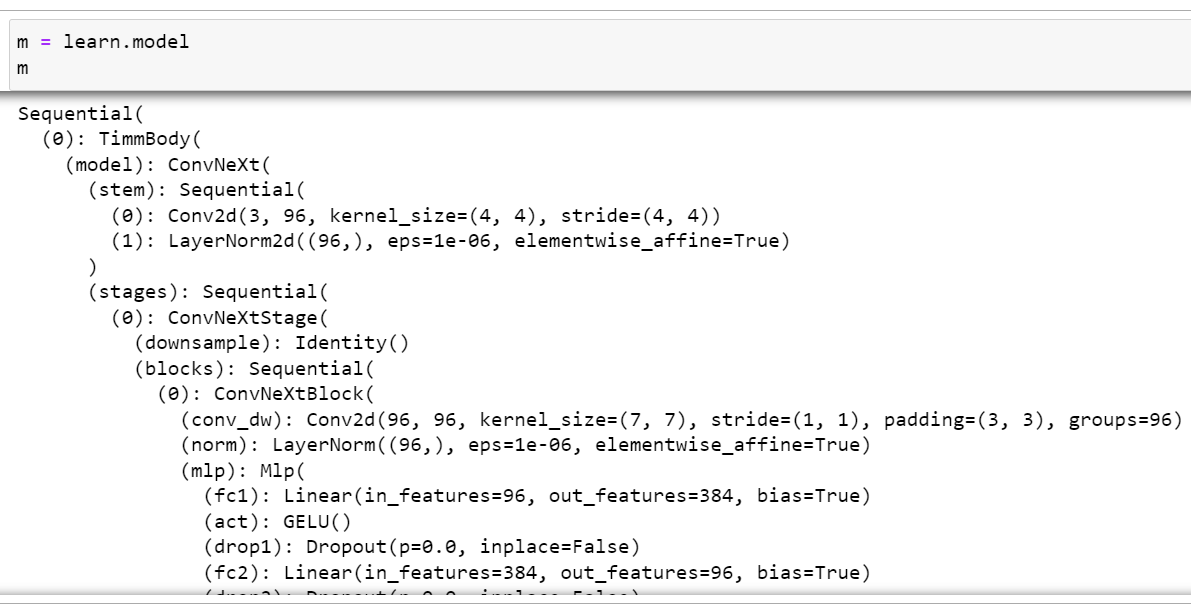 m = learn.model
m
Sequential(
(0): TimmBody(
(model): ConvNeXt(
(stem): Sequential(
(0): Conv2d(3, 96, kernel_size=(4, 4), stride=(4, 4))
(1): LayerNorm2d((96,), eps=1e-06, elementwise_affine=True)
)
(stages): Sequential(
(0): ConvNeXtStage(
(downsample): Identity()
(blocks): Sequential(
(0): ConvNeXtBlock(
(conv_dw): Conv2d(96, 96, kernel_size=(7, 7), stride=(1, 1), padding=(3, 3), groups=96)
(norm): LayerNorm((96,), eps=1e-06, elementwise_affine=True)
(mlp): Mlp(
(fc1): Linear(in_features=96, out_features=384, bias=True)
(act): GELU()
(drop1): Dropout(p=0.0, inplace=False)
(fc2): Linear(in_features=384, out_features=96, bias=True)